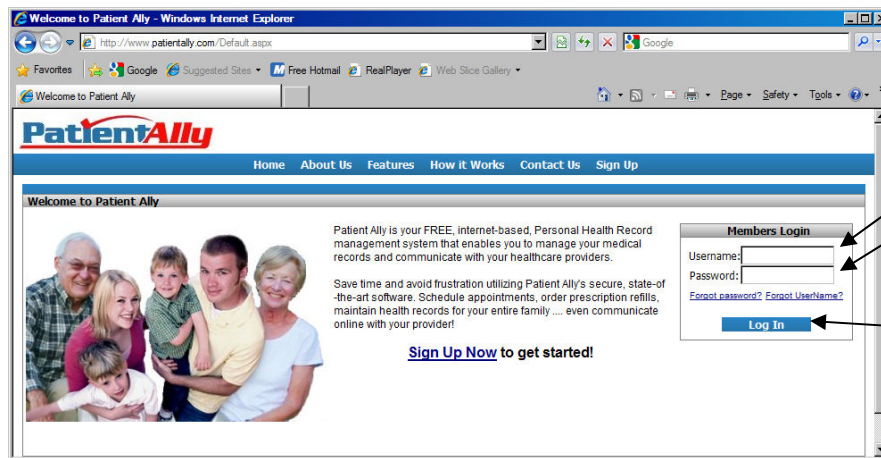 Welcome to Patient Ally - Windows Internet Explorer
http://www.patientally.com/Default.aspx
Google
Favorites Google Suggested Sites Free Hotmail RealPlayer Web Slice Gallery
Welcome to Patient Ally
Page Safety Tools
PatientAlly
Home About Us Features How it Works Contact Us Sign Up
Welcome to Patient Ally
Patient Ally is your FREE, internet-based, Personal Health Record
management system that enables you to manage your medical
records and communicate with your healthcare providers.
Save time and avoid frustration utilizing Patient Ally's secure, state-of
-the-art software. Schedule appointments, order prescription refills,
maintain health records for your entire family .... even communicate
online with your provider!
Sign Up Now to get started!
Members Login
Username:
Password:
Forgot password? Forgot UserName?
Log In